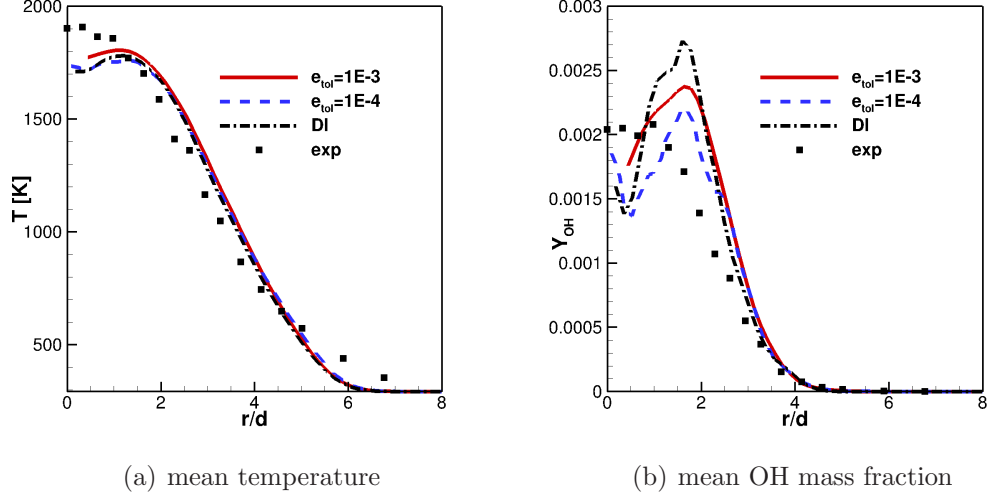 2000
1500
1000
500
T [K]
0
2
4
6
8
r/d
e_tol=1E-3
e_tol=1E-4
DI
exp
(a) mean temperature
0.003
0.0025
0.002
0.0015
0.001
0.0005
0
Y_OH
0
2
4
6
8
r/d
e_tol=1E-3
e_tol=1E-4
DI
exp
(b) mean OH mass fraction